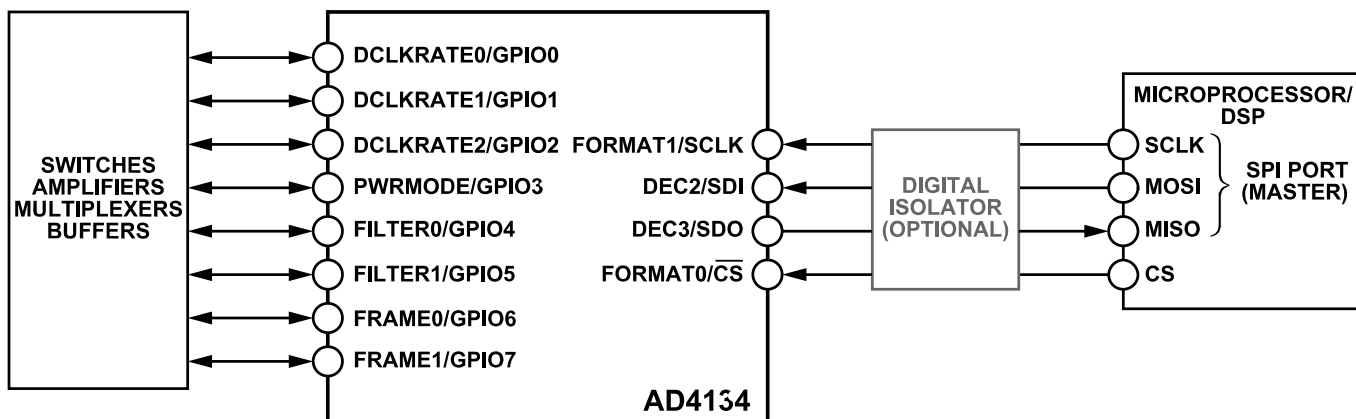 SWITCHES
AMPLIFIERS
MULTIPLEXERS
BUFFERS
DCLKRATE0/GPIO0
DCLKRATE1/GPIO1
DCLKRATE2/GPIO2
PWRMODE/GPIO3
FILTER0/GPIO4
FILTER1/GPIO5
FRAME0/GPIO6
FRAME1/GPIO7
FORMAT1/SCLK
DEC2/SDI
DEC3/SDO
FORMAT0/C̅S̅
AD4134
DIGITAL
ISOLATOR
(OPTIONAL)
MICROPROCESSOR/
DSP
SCLK
MOSI
MISO
CS
SPI PORT
(MASTER)